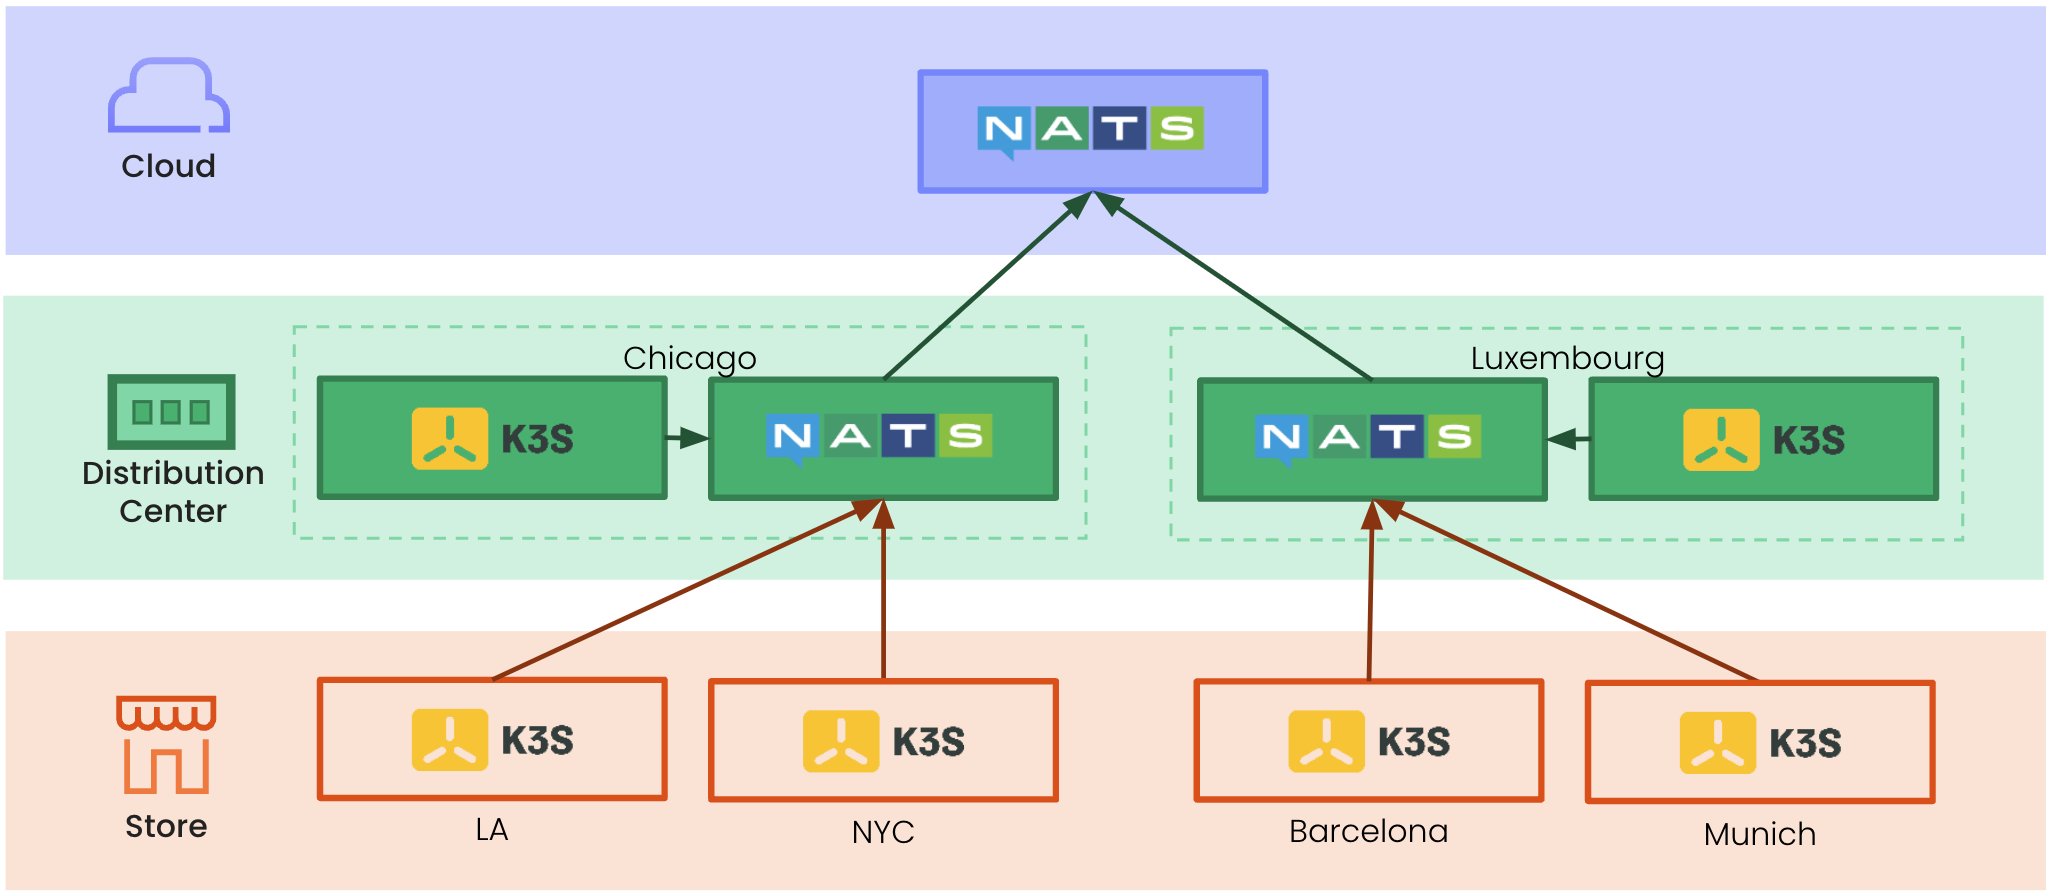 NATS
Cloud
Chicago
Luxembourg
K3S
NATS
NATS
K3S
Distribution
Center
K3S
K3S
K3S
K3S
Store
LA
NYC
Barcelona
Munich